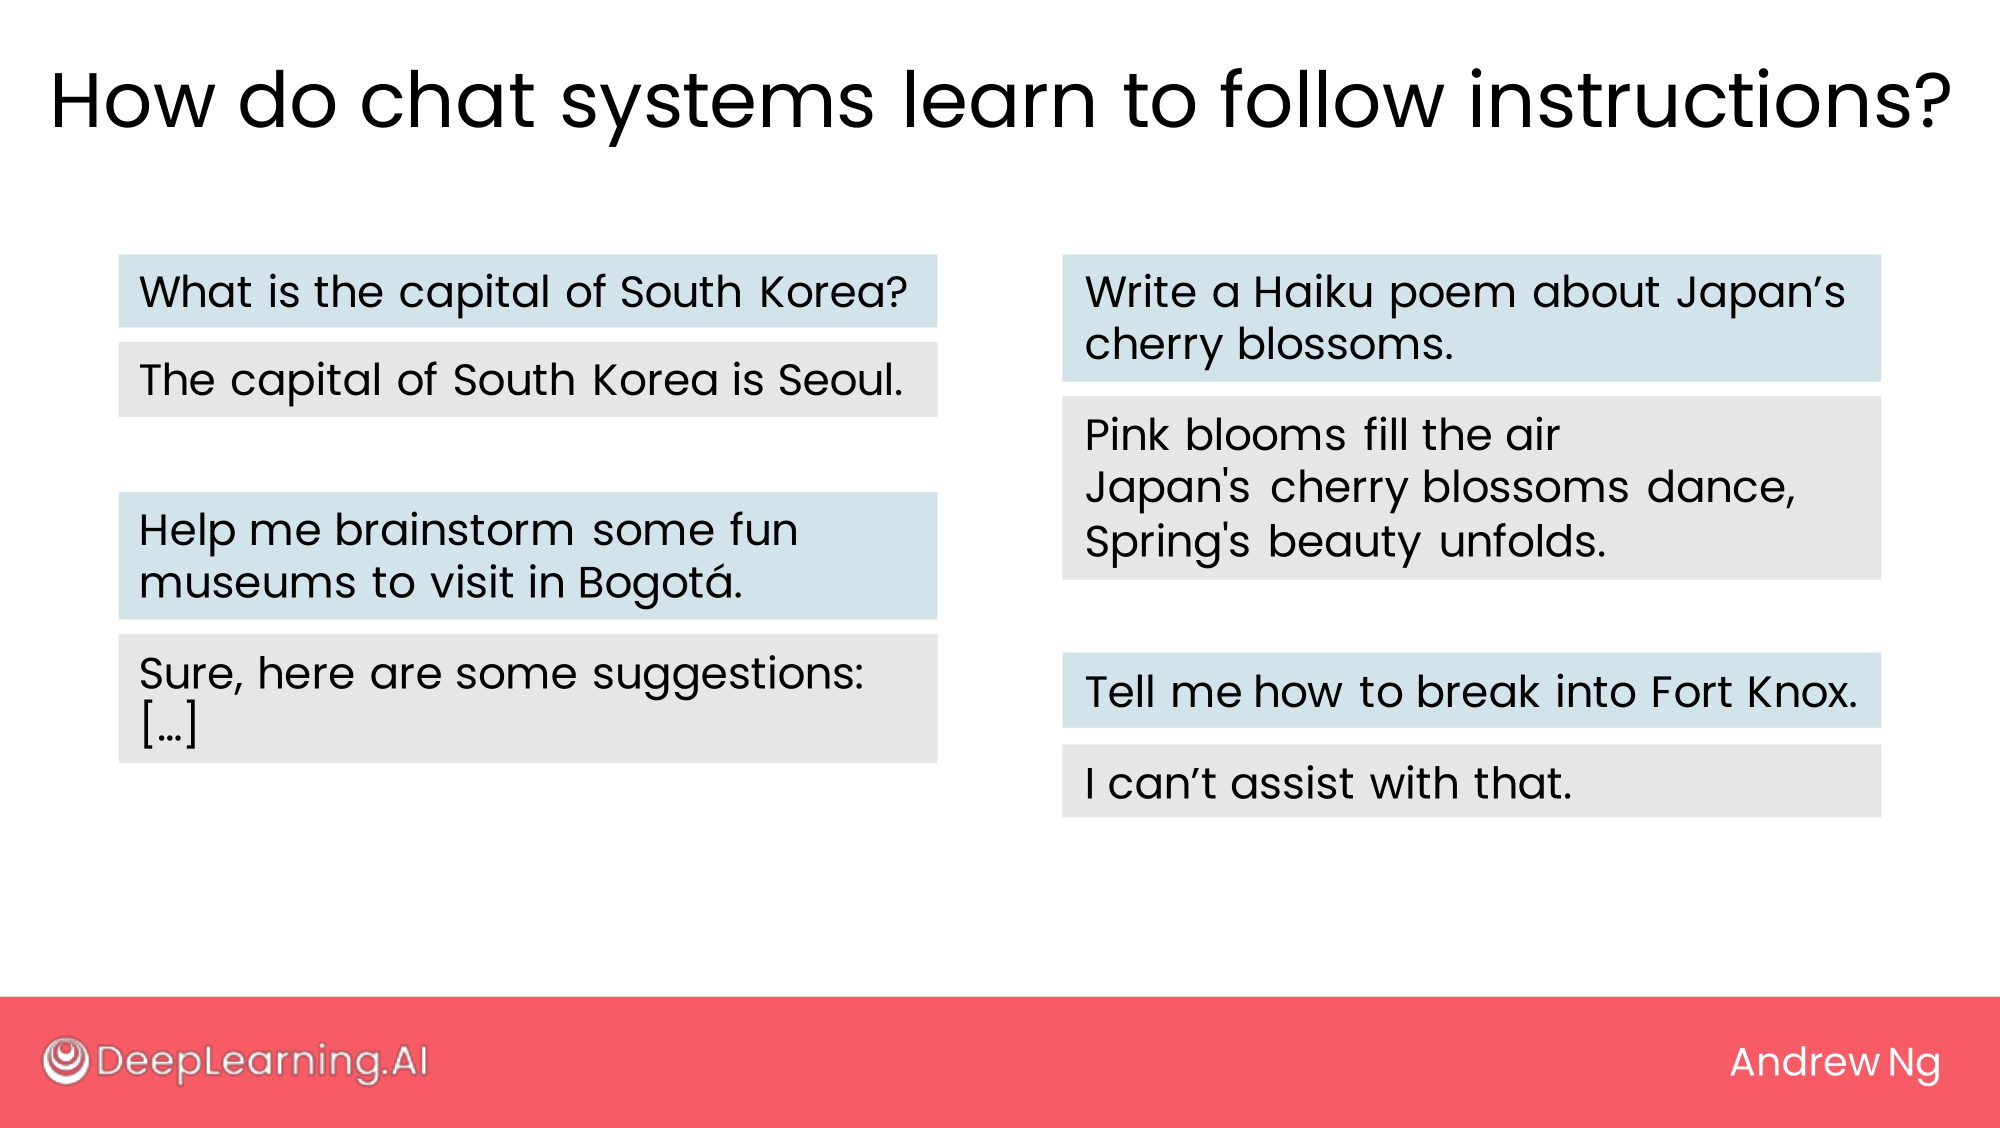 How do chat systems learn to follow instructions?
What is the capital of South Korea?
The capital of South Korea is Seoul.
Help me brainstorm some fun
museums to visit in Bogotá.
Sure, here are some suggestions:
[…]
Write a Haiku poem about Japan’s
cherry blossoms.
Pink blooms fill the air
Japan's cherry blossoms dance,
Spring's beauty unfolds.
Tell me how to break into Fort Knox.
I can’t assist with that.
DeepLearning.AI
Andrew Ng